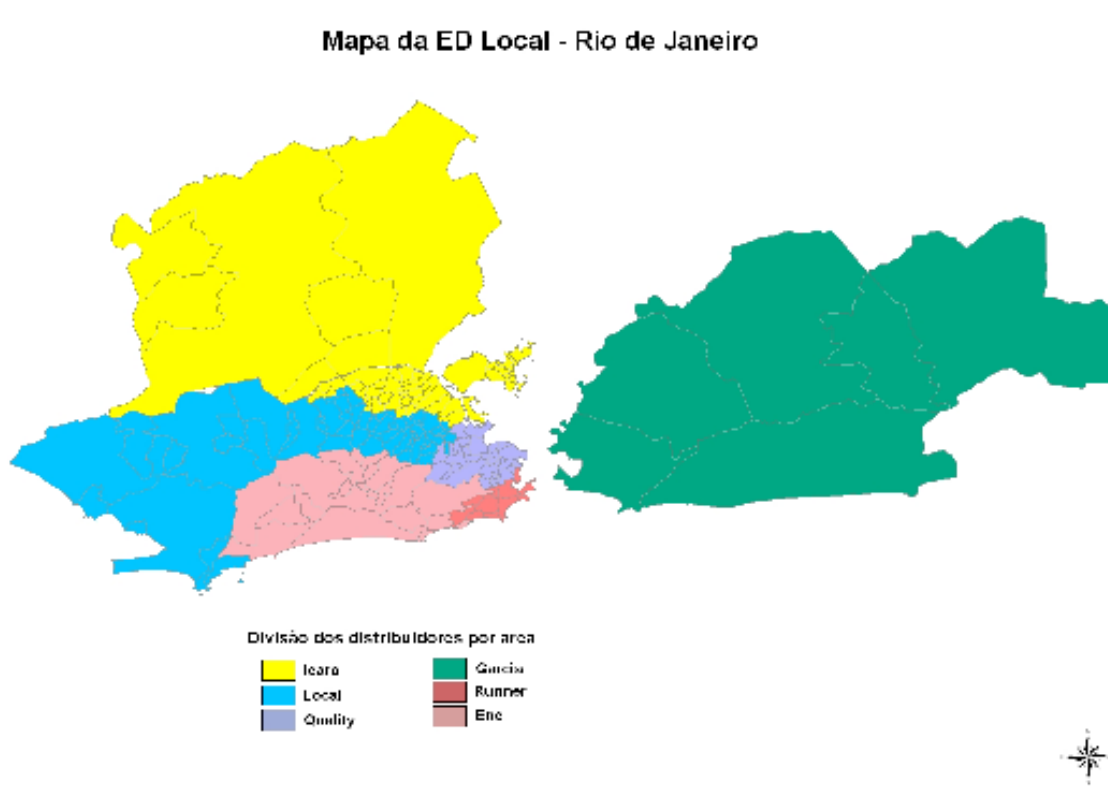 Mapa da ED Local - Rio de Janeiro
Divisão dos distribuidores por area
Icaro
Local
Quality
Garcia
Runner
Ene